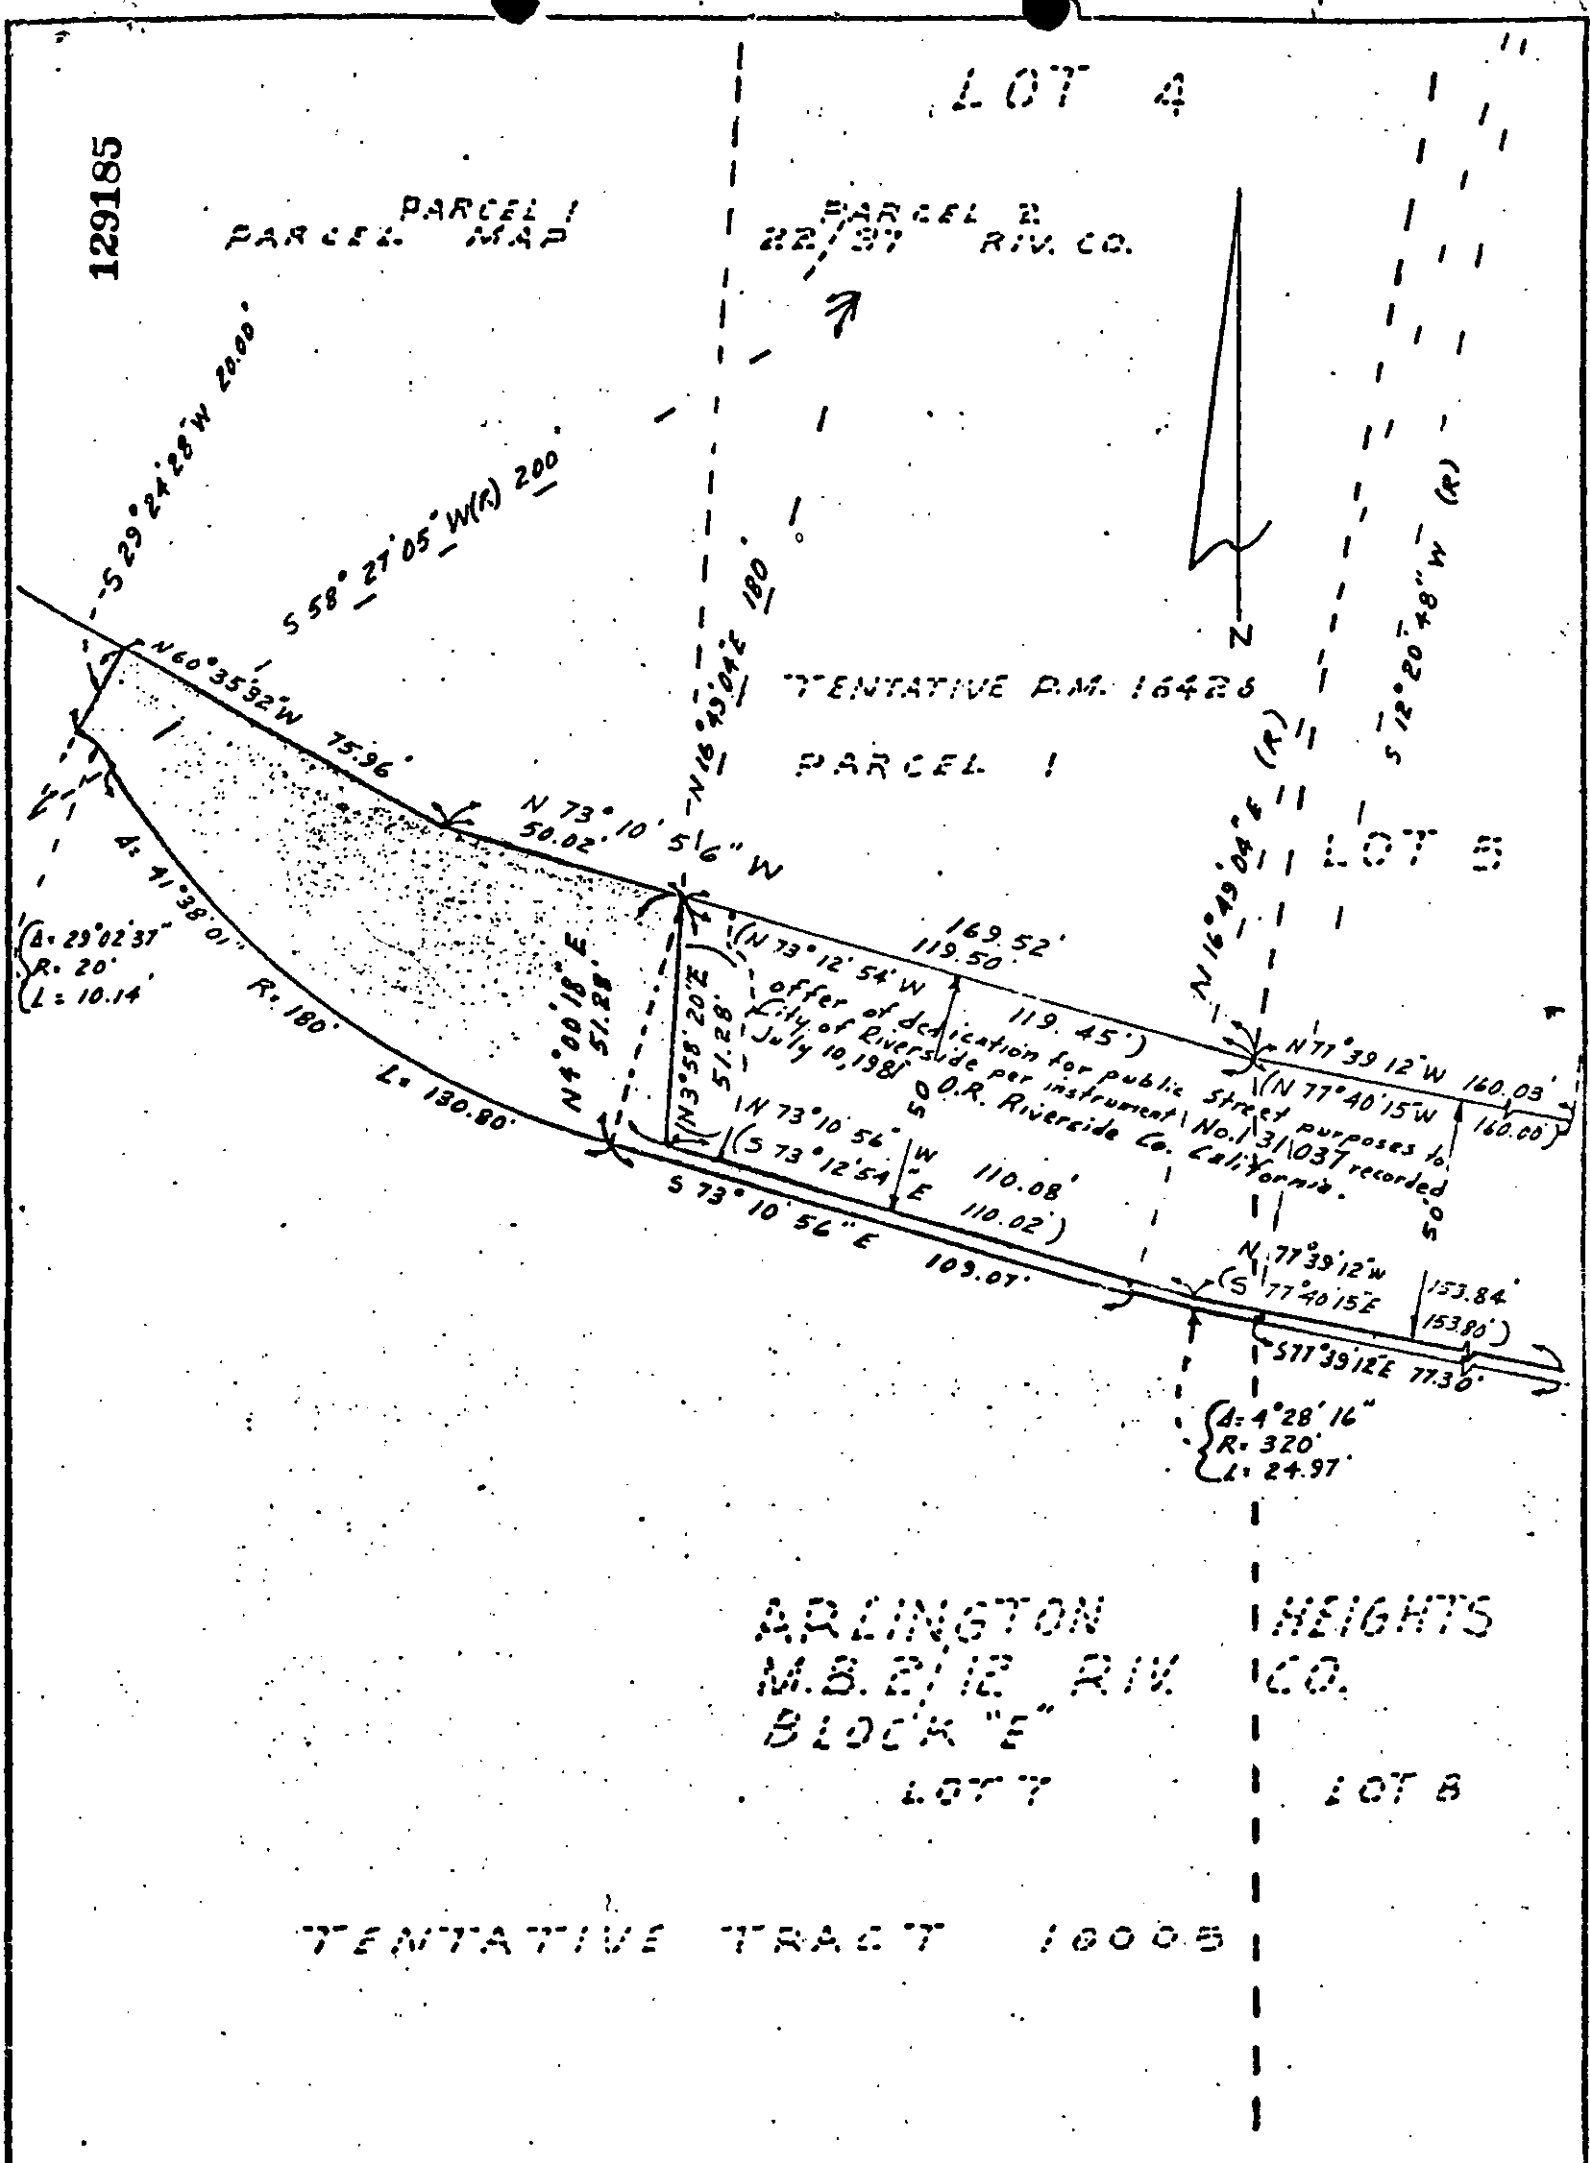 129185
LOT 4
PARCEL 1
PARCEL MAP
PARCEL 2
22/37 RIV. CO.
S 29°24'28"W 20.00'
S 58°27'05"W(R) 200'
N 16°49'04"E 180'
S 12°20'48"W (R)
N
TENTATIVE P.M. 16426
PARCEL 1
N 60°35'32"W 75.96'
N 73°10'56"W
50.02'
N 16°49'04"E (R)
LOT 5
Δ= 41°38'01"
R= 180'
L= 130.80'
Δ= 29°02'37"
R= 20'
L= 10.14'
N4°00'18"E
51.28'
(N3°58'20"E
51.28'
169.52'
119.50'
(N 73°12'54"W 119.45')
offer of dedication for public street purposes to
City of Riverside per instrument No. 131037 recorded
July 10, 1981 O.R. Riverside Co. California.
50'
N 77°39'12"W 160.03'
(N 77°40'15"W 160.00')
50'
N 73°10'56"W 110.08'
(S 73°12'54"E 110.02')
S 73°10'56"E 109.07'
N 77°39'12"W 153.84'
(S 77°40'15"E 153.80')
S77°39'12"E 77.30'
Δ= 4°28'16"
R= 320'
L= 24.97'
ARLINGTON HEIGHTS
M.B. 2/12 RIV. CO.
BLOCK "E"
LOT 7
LOT 8
TENTATIVE TRACT